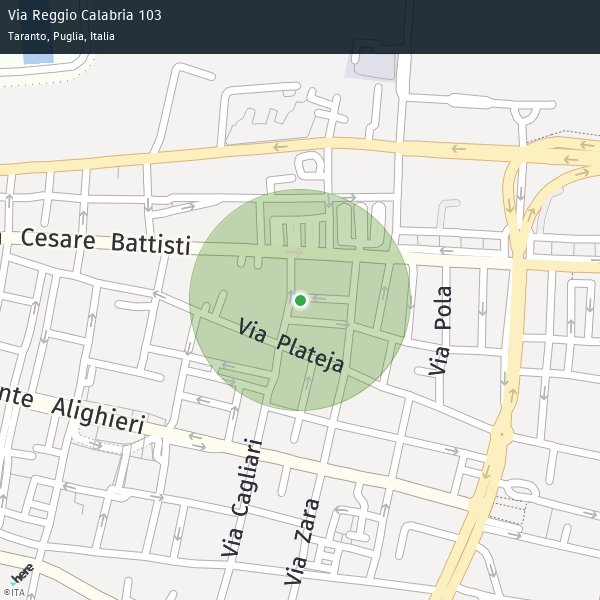 Via Reggio Calabria 103
Taranto, Puglia, Italia
Cesare Battisti
Via Pola
Via Plateja
Alighieri
Via Cagliari
Via Zara
here
©ITA